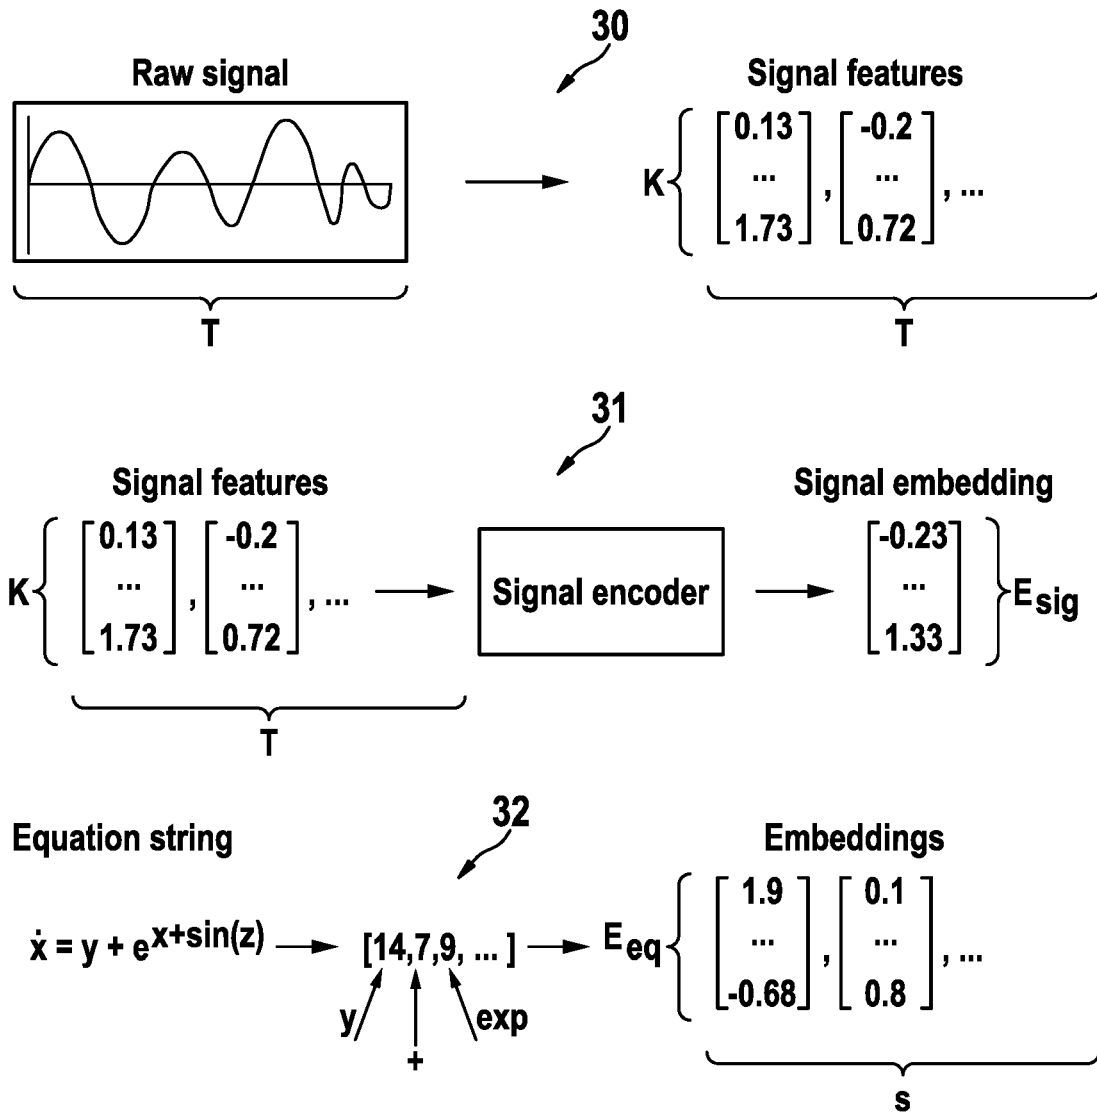 30
Raw signal
Signal features
K
0.13
...
1.73
,
-0.2
...
0.72
, ...
T
T
31
Signal features
Signal embedding
K
0.13
...
1.73
,
-0.2
...
0.72
, ...
Signal encoder
-0.23
...
1.33
E sig
T
32
Equation string
Embeddings
ẋ = y + e^x+sin(z)
[14,7,9, ... ]
y
+
exp
E eq
1.9
...
-0.68
,
0.1
...
0.8
, ...
s